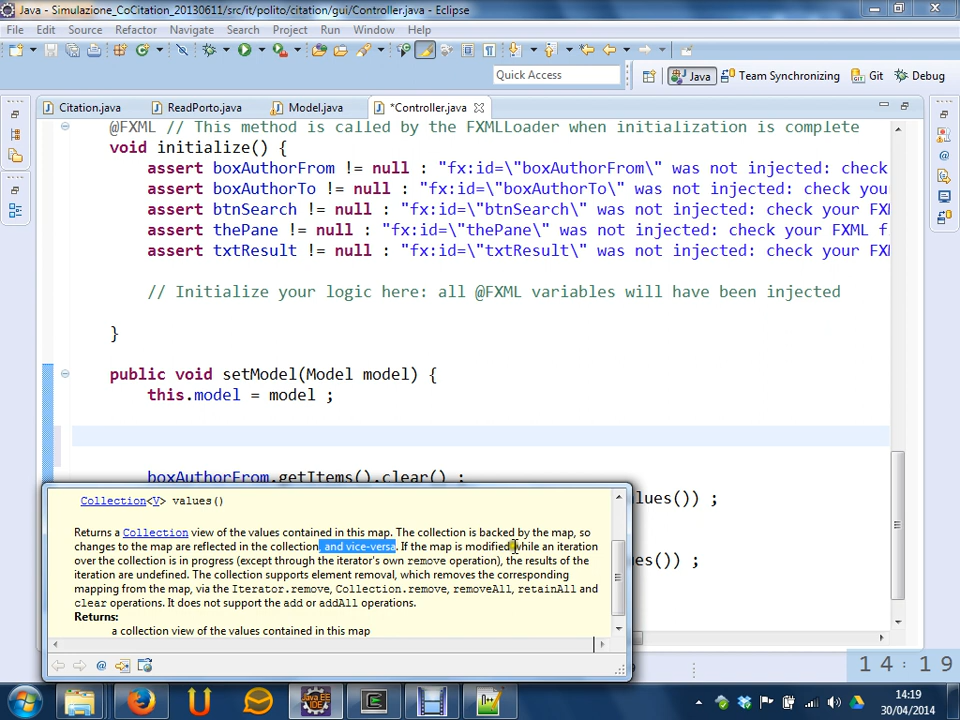 Java - Simulazione_CoCitation_20130611/src/it/polito/citation/gui/Controller.java - Eclipse
File Edit Source Refactor Navigate Search Project Run Window Help
Quick Access
Java Team Synchronizing Git Debug
Citation.java ReadPorto.java Model.java *Controller.java
@FXML // This method is called by the FXMLLoader when initialization is complete
void initialize() {
assert boxAuthorFrom != null : "fx:id=\"boxAuthorFrom\" was not injected: check
assert boxAuthorTo != null : "fx:id=\"boxAuthorTo\" was not injected: check you
assert btnSearch != null : "fx:id=\"btnSearch\" was not injected: check your FXM
assert thePane != null : "fx:id=\"thePane\" was not injected: check your FXML f
assert txtResult != null : "fx:id=\"txtResult\" was not injected: check your FXM
// Initialize your logic here: all @FXML variables will have been injected
}
public void setModel(Model model) {
this.model = model ;
boxAuthorFrom.getItems().clear() ;
alues()) ;
es()) ;
Collection<V> values()
Returns a Collection view of the values contained in this map. The collection is backed by the map, so
changes to the map are reflected in the collection, and vice-versa. If the map is modified while an iteration
over the collection is in progress (except through the iterator's own remove operation), the results of the
iteration are undefined. The collection supports element removal, which removes the corresponding
mapping from the map, via the Iterator.remove, Collection.remove, removeAll, retainAll and
clear operations. It does not support the add or addAll operations.
Returns:
a collection view of the values contained in this map
14:19
14:19
30/04/2014